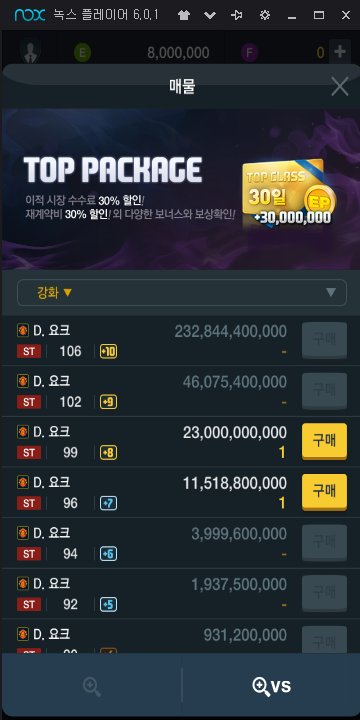 nox 녹스 플레이어 6.0.1
E 8,000,000 F 0 +
매물
TOP PACKAGE
이적 시장 수수료 30% 할인!
재계약비 30% 할인! 외 다양한 보너스와 보상확인!
TOP CLASS
30일
EP
+30,000,000
강화
D. 요크 232,844,400,000 구매
ST 106 +10 -
D. 요크 46,075,400,000 구매
ST 102 +9 -
D. 요크 23,000,000,000 구매
ST 99 +8 1
D. 요크 11,518,800,000 구매
ST 96 +7 1
D. 요크 3,999,600,000 구매
ST 94 +6 -
D. 요크 1,937,500,000 구매
ST 92 +5 -
D. 요크 931,200,000 구매
VS